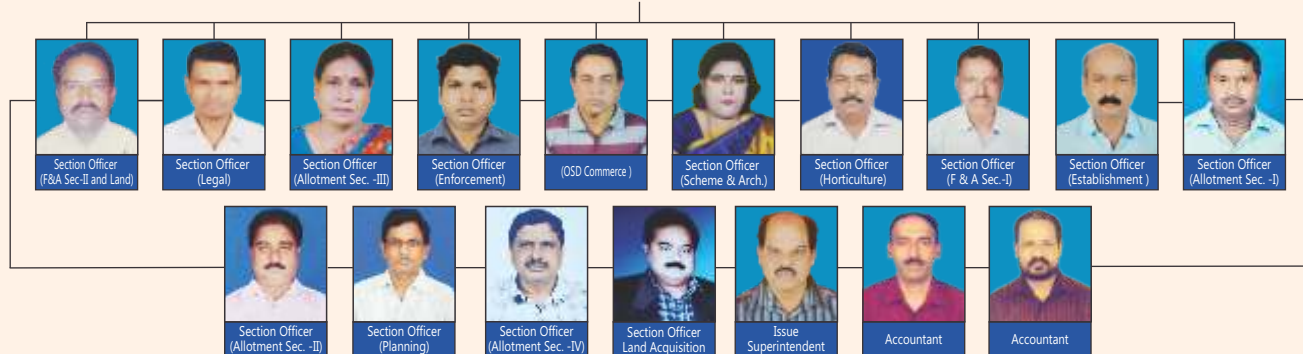 Section Officer
(F&A Sec-II and Land)
Section Officer
(Legal)
Section Officer
(Allotment Sec. -III)
Section Officer
(Enforcement)
(OSD Commerce )
Section Officer
(Scheme & Arch.)
Section Officer
(Horticulture)
Section Officer
(F & A Sec.-I)
Section Officer
(Establishment )
Section Officer
(Allotment Sec. -I)
Section Officer
(Allotment Sec. -II)
Section Officer
(Planning)
Section Officer
(Allotment Sec. -IV)
Section Officer
Land Acquisition
Issue
Superintendent
Accountant
Accountant